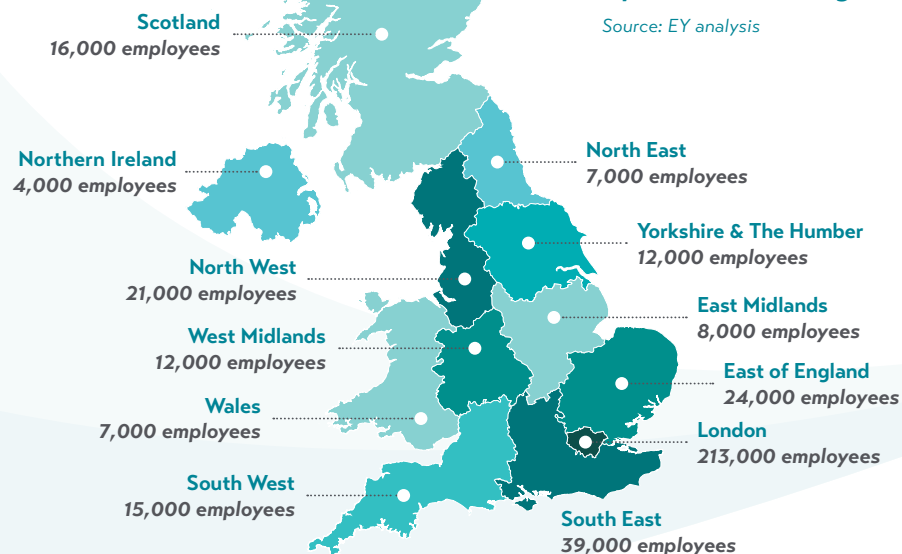 Source: EY analysis
Scotland
16,000 employees
Northern Ireland
4,000 employees
North East
7,000 employees
Yorkshire & The Humber
12,000 employees
North West
21,000 employees
East Midlands
8,000 employees
West Midlands
12,000 employees
East of England
24,000 employees
Wales
7,000 employees
London
213,000 employees
South West
15,000 employees
South East
39,000 employees